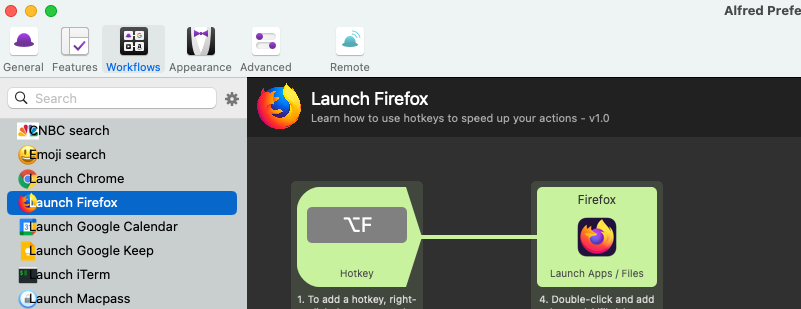 Alfred Prefe
General
Features
Workflows
Appearance
Advanced
Remote
Search
CNBC search
Emoji search
Launch Chrome
Launch Firefox
Launch Google Calendar
Launch Google Keep
Launch iTerm
Launch Macpass
Launch Firefox
Learn how to use hotkeys to speed up your actions - v1.0
⌥F
Hotkey
1. To add a hotkey, right-
Firefox
Launch Apps / Files
4. Double-click and add